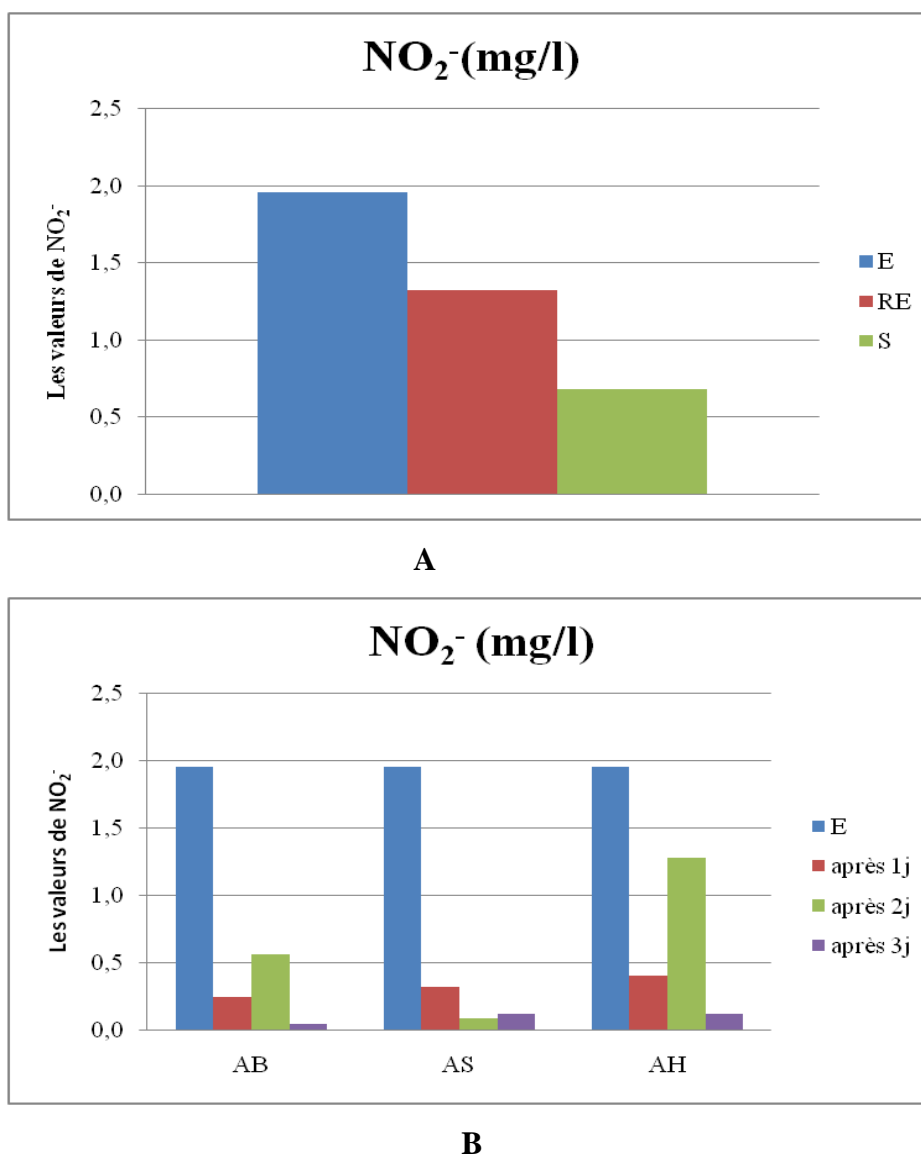 NO₂⁻(mg/l)
Les valeurs de NO₂⁻
2,5
2,0
1,5
1,0
0,5
0,0
E
RE
S
A
NO₂⁻ (mg/l)
Les valeurs de NO₂⁻
2,5
2,0
1,5
1,0
0,5
0,0
AB AS AH
E
après 1j
après 2j
après 3j
B